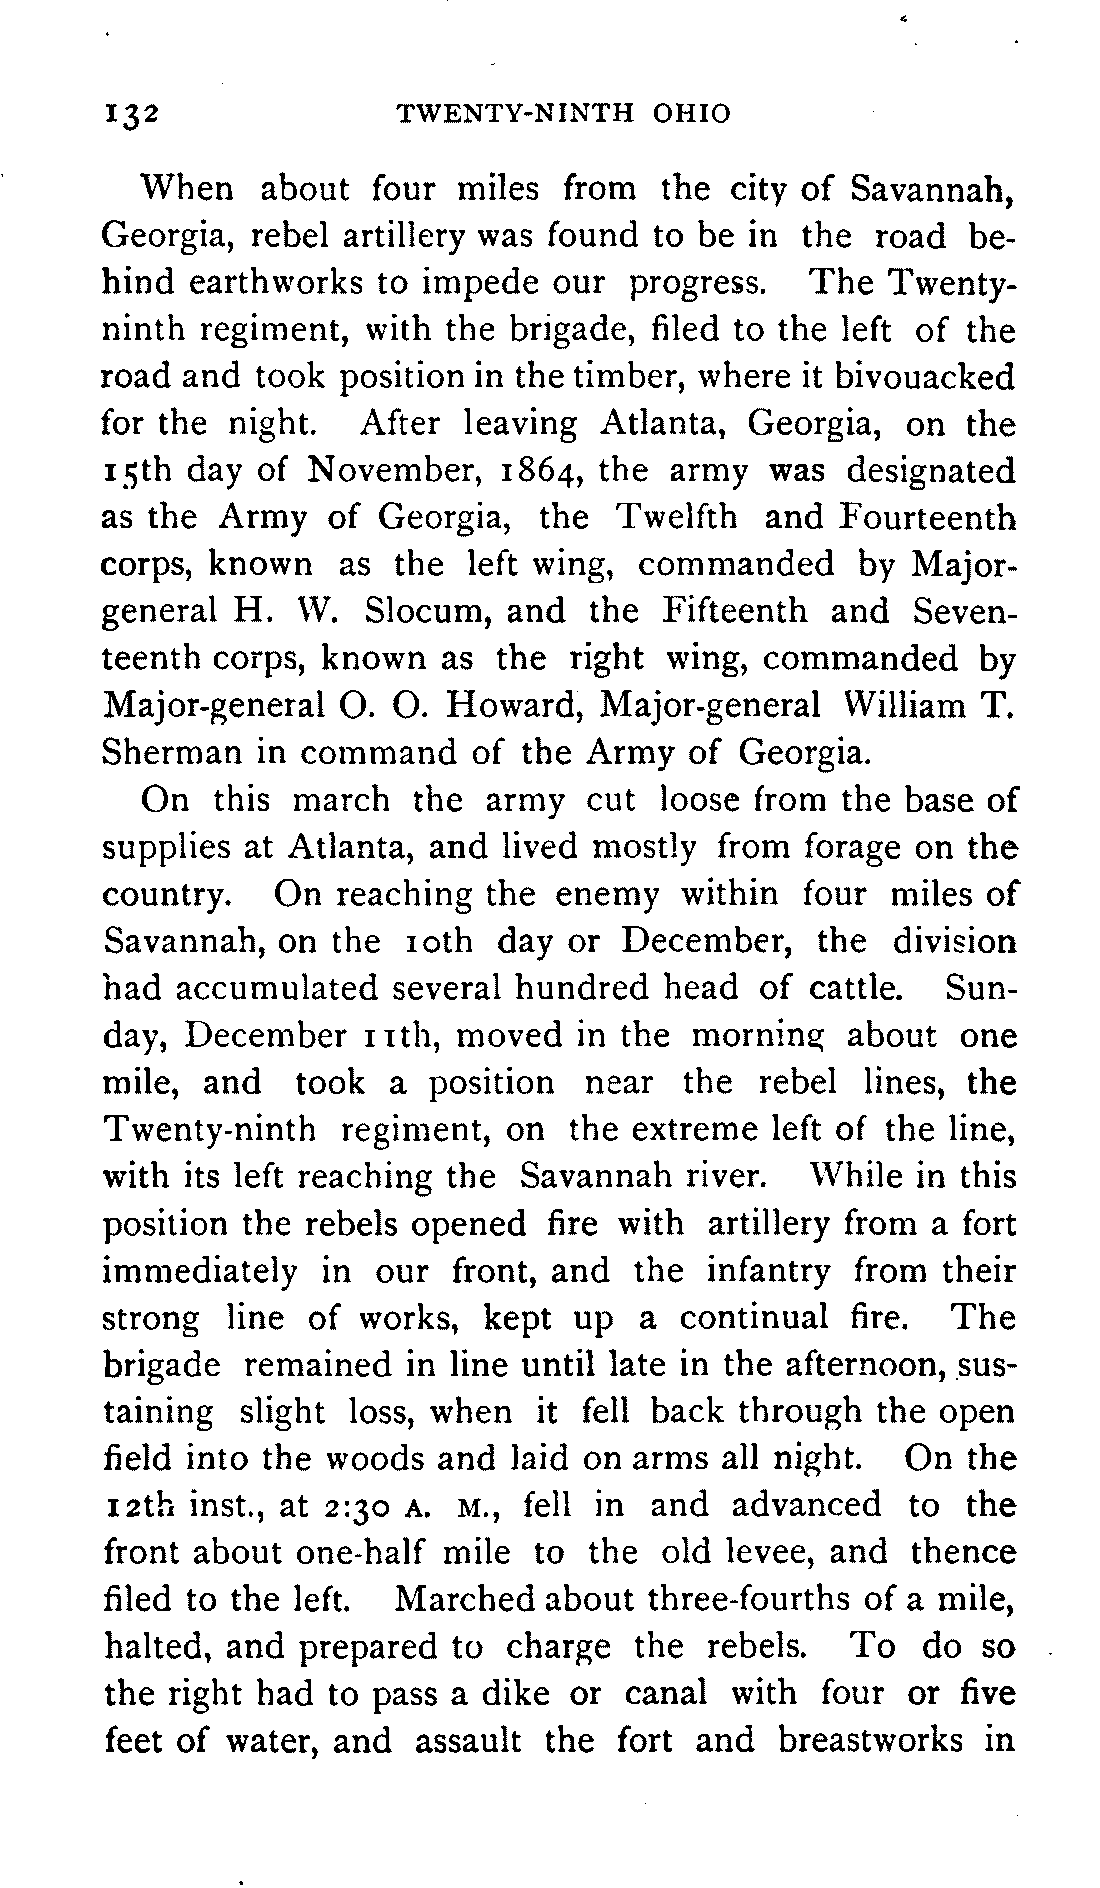 132 TWENTY-NINTH OHIO
When about four miles from the city of Savannah,
Georgia, rebel artillery was found to be in the road be-
hind earthworks to impede our progress. The Twenty-
ninth regiment, with the brigade, filed to the left of the
road and took position in the timber, where it bivouacked
for the night. After leaving Atlanta, Georgia, on the
15th day of November, 1864, the army was designated
as the Army of Georgia, the Twelfth and Fourteenth
corps, known as the left wing, commanded by Major-
general H. W. Slocum, and the Fifteenth and Seven-
teenth corps, known as the right wing, commanded by
Major-general O. O. Howard, Major-general William T.
Sherman in command of the Army of Georgia.
On this march the army cut loose from the base of
supplies at Atlanta, and lived mostly from forage on the
country. On reaching the enemy within four miles of
Savannah, on the 10th day or December, the division
had accumulated several hundred head of cattle. Sun-
day, December 11th, moved in the morning about one
mile, and took a position near the rebel lines, the
Twenty-ninth regiment, on the extreme left of the line,
with its left reaching the Savannah river. While in this
position the rebels opened fire with artillery from a fort
immediately in our front, and the infantry from their
strong line of works, kept up a continual fire. The
brigade remained in line until late in the afternoon, sus-
taining slight loss, when it fell back through the open
field into the woods and laid on arms all night. On the
12th inst., at 2:30 A. M., fell in and advanced to the
front about one-half mile to the old levee, and thence
filed to the left. Marched about three-fourths of a mile,
halted, and prepared to charge the rebels. To do so
the right had to pass a dike or canal with four or five
feet of water, and assault the fort and breastworks in